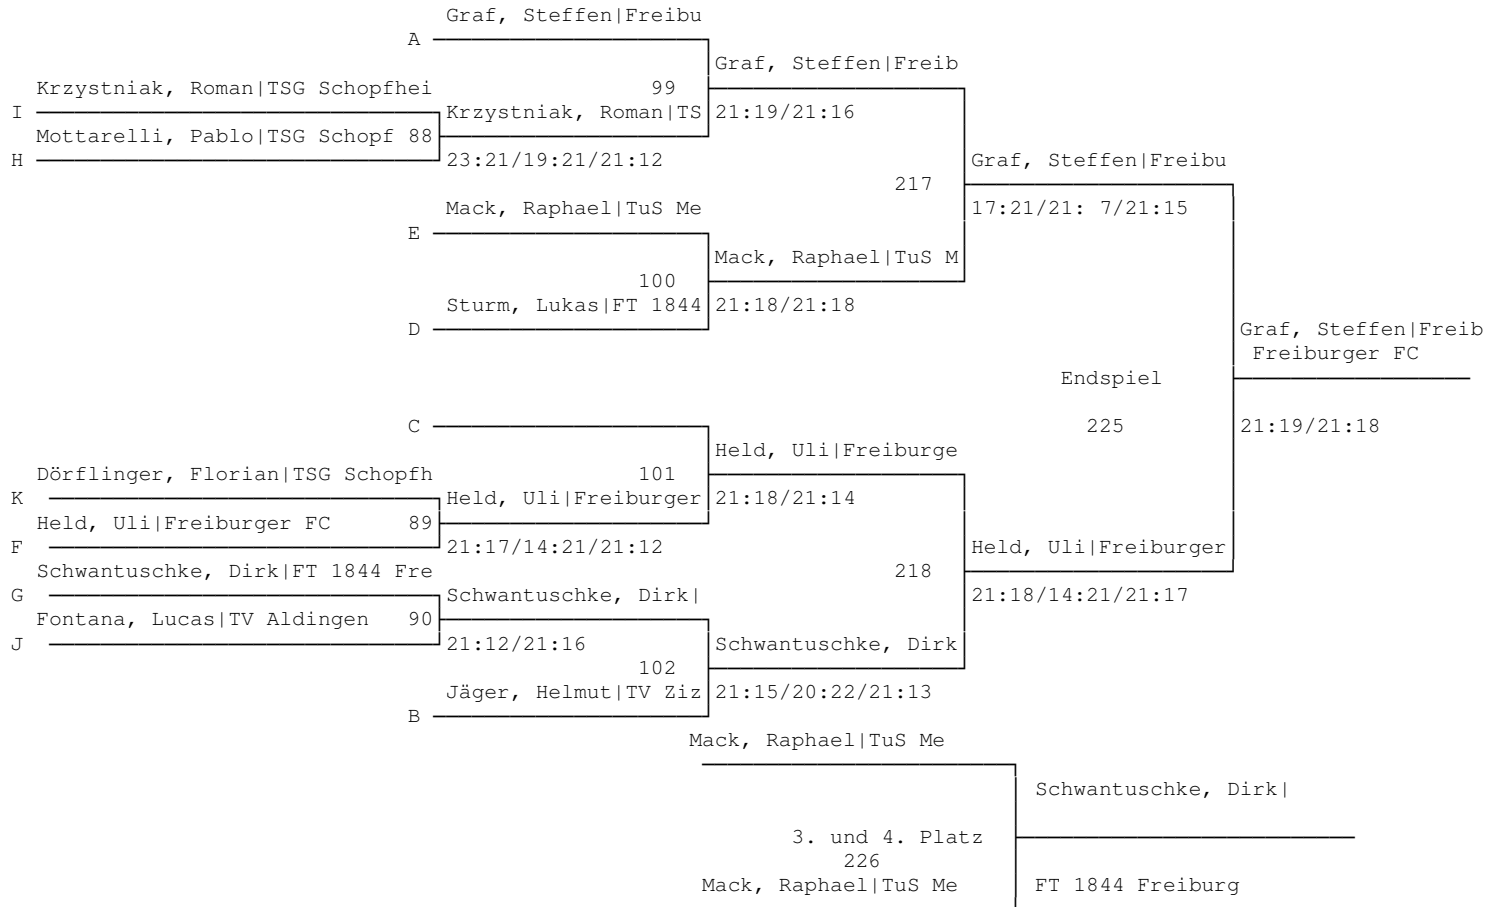 Graf, Steffen|Freibu
A
Graf, Steffen|Freib
Krzystniak, Roman|TSG Schopfhei
99
I
Krzystniak, Roman|TS
21:19/21:16
Mottarelli, Pablo|TSG Schopf 88
H
23:21/19:21/21:12
Graf, Steffen|Freibu
217
Mack, Raphael|TuS Me
17:21/21: 7/21:15
E
Mack, Raphael|TuS M
100
Sturm, Lukas|FT 1844
21:18/21:18
D
Graf, Steffen|Freib
Freiburger FC
Endspiel
C
225
21:19/21:18
Held, Uli|Freiburge
Dörflinger, Florian|TSG Schopfh
101
K
Held, Uli|Freiburger
21:18/21:14
Held, Uli|Freiburger FC 89
F
21:17/14:21/21:12
Held, Uli|Freiburger
Schwantuschke, Dirk|FT 1844 Fre
218
G
Schwantuschke, Dirk|
21:18/14:21/21:17
Fontana, Lucas|TV Aldingen 90
J
21:12/21:16
Schwantuschke, Dirk
102
Jäger, Helmut|TV Ziz
21:15/20:22/21:13
B
Mack, Raphael|TuS Me
Schwantuschke, Dirk|
3. und 4. Platz
226
Mack, Raphael|TuS Me
FT 1844 Freiburg